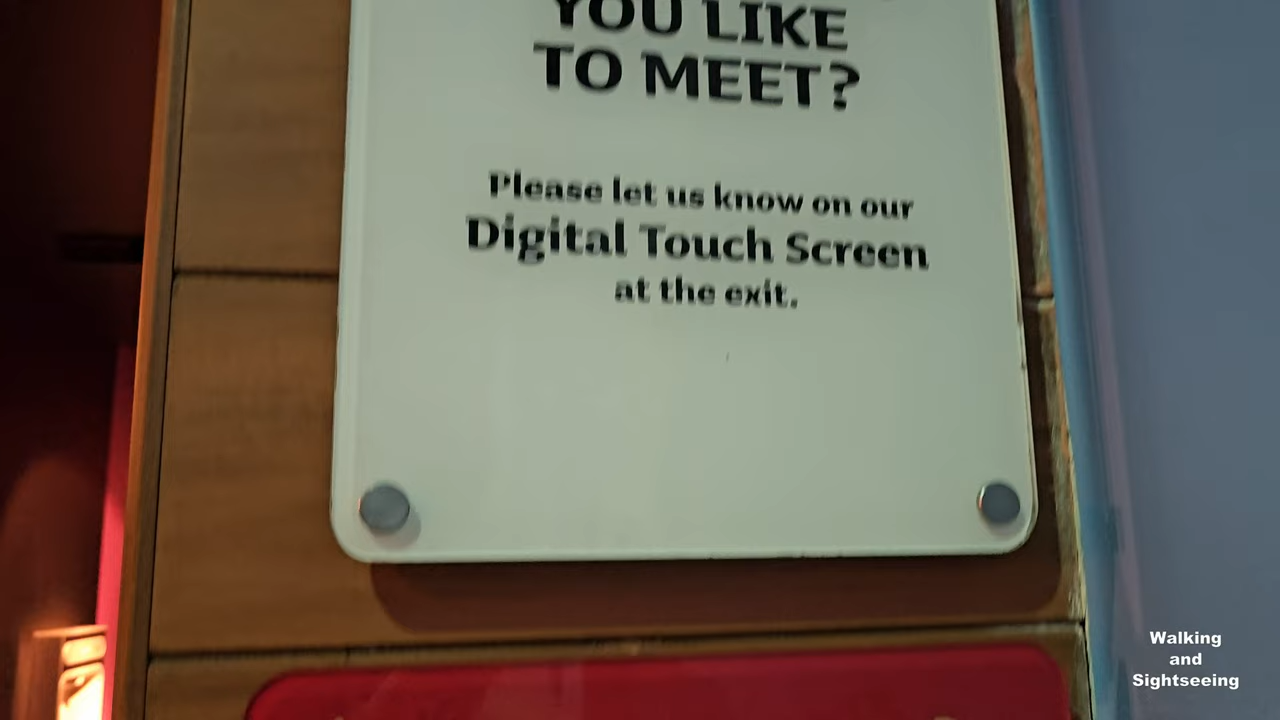 YOU LIKE
TO MEET?
Please let us know on our
Digital Touch Screen
at the exit.
Walking
and
Sightseeing